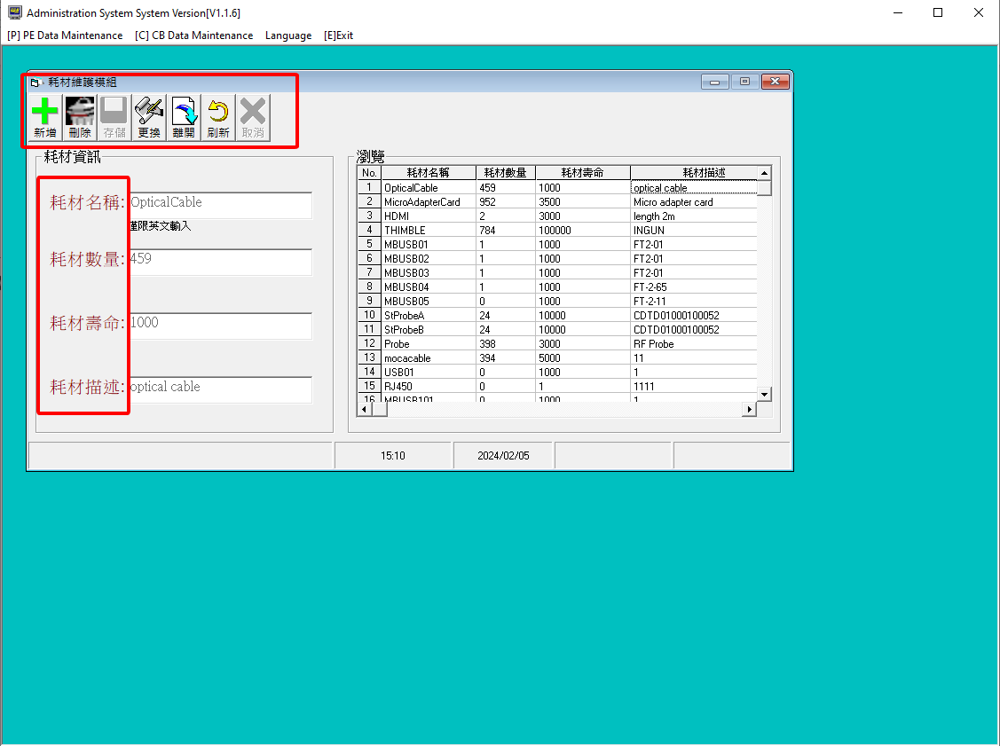 Administration System System Version[V1.1.6]
[P] PE Data Maintenance [C] CB Data Maintenance Language [E]Exit
耗材維護模組
新增 刪除 存儲 更換 離開 刷新 取消
耗材資訊
耗材名稱: OpticalCable
僅限英文輸入
耗材數量: 459
耗材壽命: 1000
耗材描述: optical cable
瀏覽
No. 耗材名稱 耗材數量 耗材壽命 耗材描述
1 OpticalCable 459 1000 optical cable
2 MicroAdapterCard 952 3500 Micro adapter card
3 HDMI 2 3000 length 2m
4 THIMBLE 784 100000 INGUN
5 MBUSB01 1 1000 FT2-01
6 MBUSB02 1 1000 FT2-01
7 MBUSB03 1 1000 FT2-01
8 MBUSB04 1 1000 FT-2-65
9 MBUSB05 0 1000 FT-2-11
10 StProbeA 24 10000 CDTD01000100052
11 StProbeB 24 10000 CDTD01000100052
12 Probe 398 3000 RF Probe
13 mocacable 394 5000 11
14 USB01 0 1000 1
15 RJ450 0 1 1111
16 MBUSB101 0 1000 1
15:10 2024/02/05